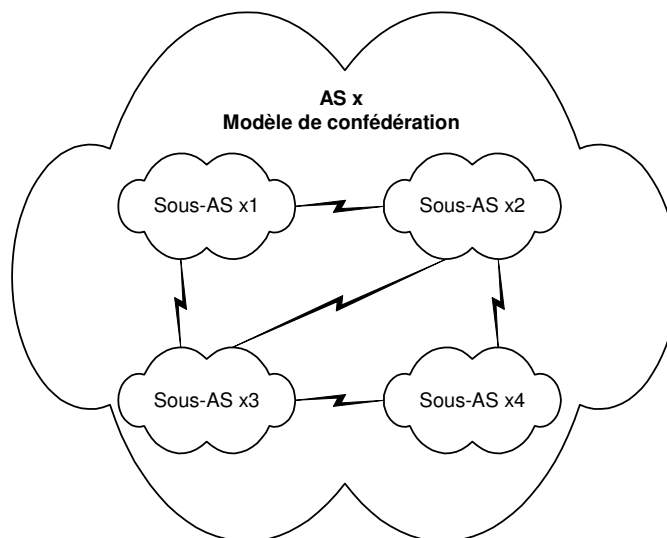 AS x
Modèle de confédération
Sous-AS x1
Sous-AS x2
Sous-AS x3
Sous-AS x4